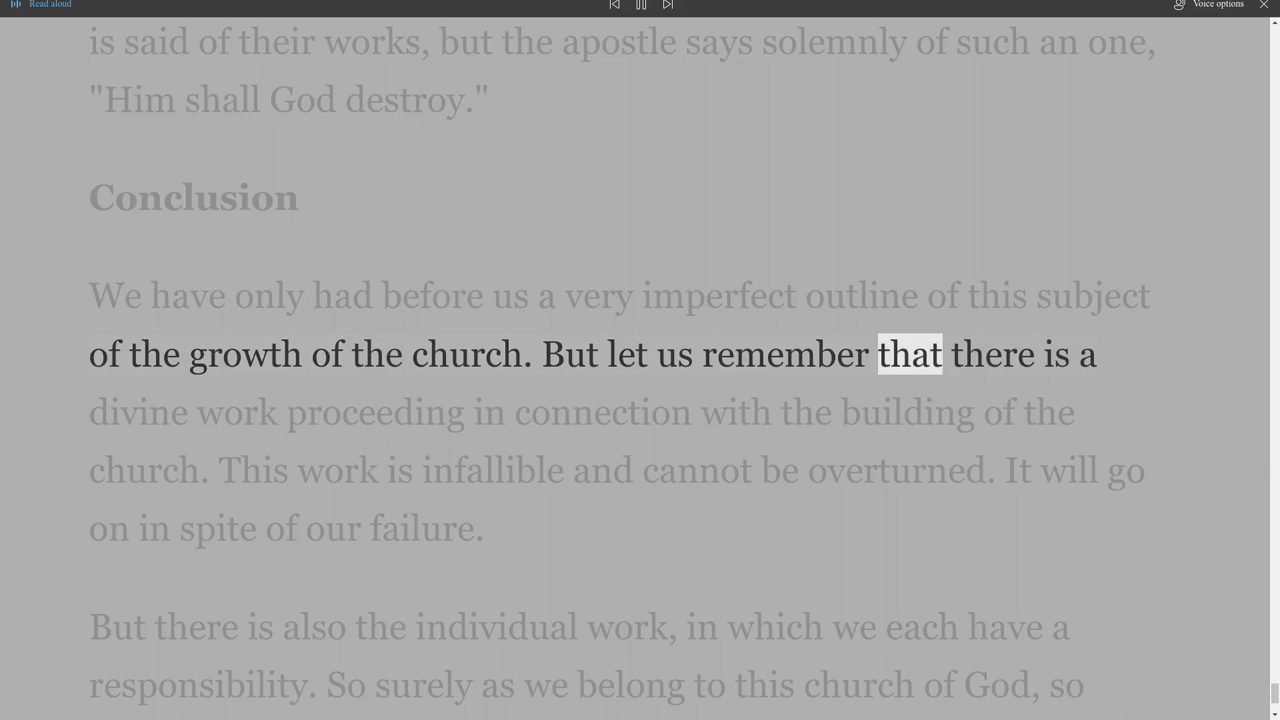 Read aloud
Voice options
is said of their works, but the apostle says solemnly of such an one,
"Him shall God destroy."
Conclusion
We have only had before us a very imperfect outline of this subject
of the growth of the church. But let us remember that there is a
divine work proceeding in connection with the building of the
church. This work is infallible and cannot be overturned. It will go
on in spite of our failure.
But there is also the individual work, in which we each have a
responsibility. So surely as we belong to this church of God, so